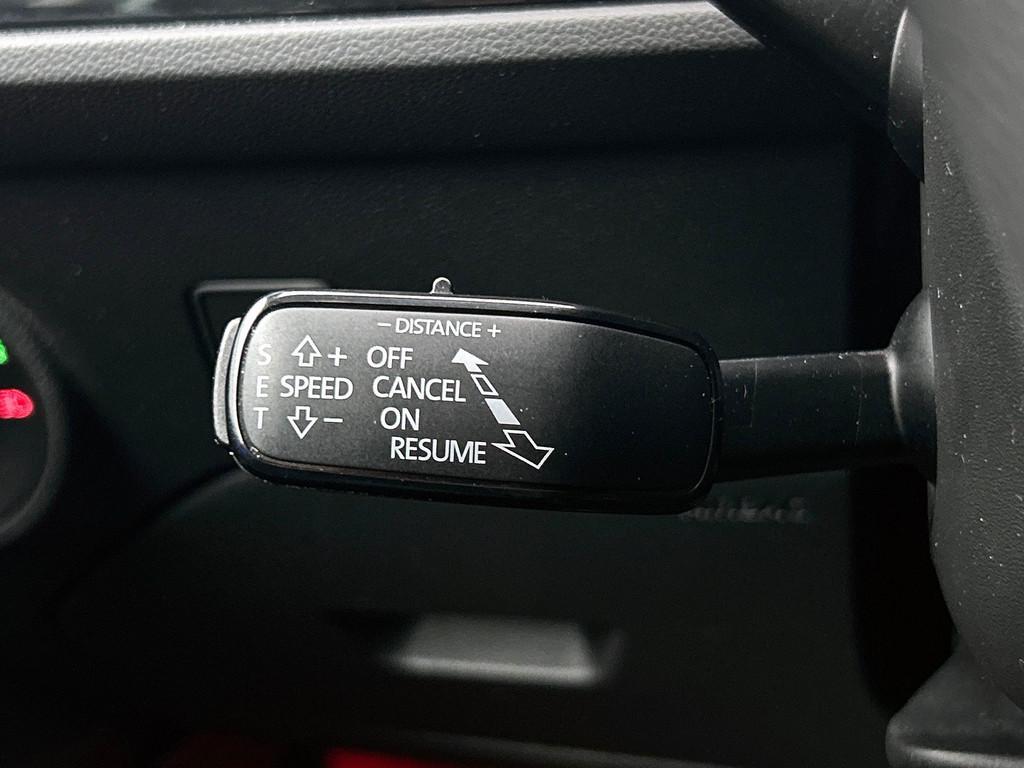 − DISTANCE +
S + OFF
E SPEED CANCEL
T − ON
RESUME